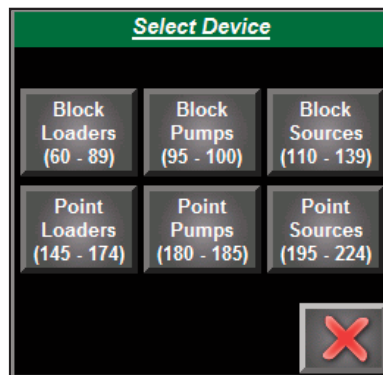 Select Device
Block
Loaders
(60 - 89)
Block
Pumps
(95 - 100)
Block
Sources
(110 - 139)
Point
Loaders
(145 - 174)
Point
Pumps
(180 - 185)
Point
Sources
(195 - 224)